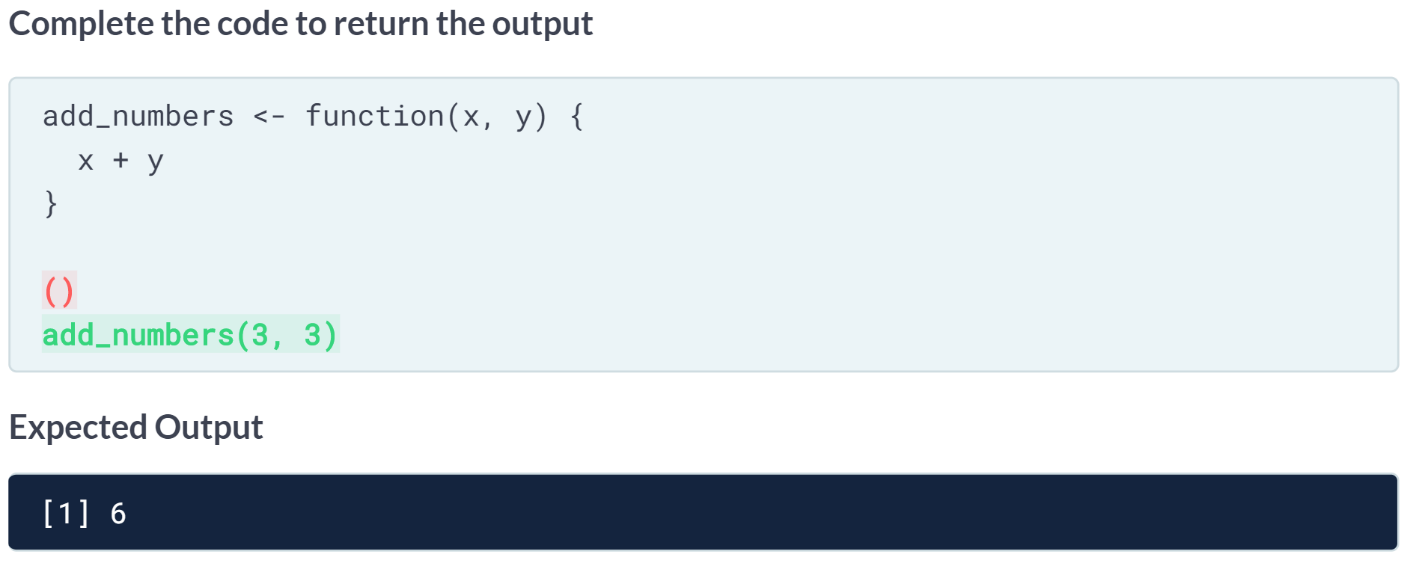 Complete the code to return the output
add_numbers <- function(x, y) {
  x + y
}
()
add_numbers(3, 3)
Expected Output
[1] 6